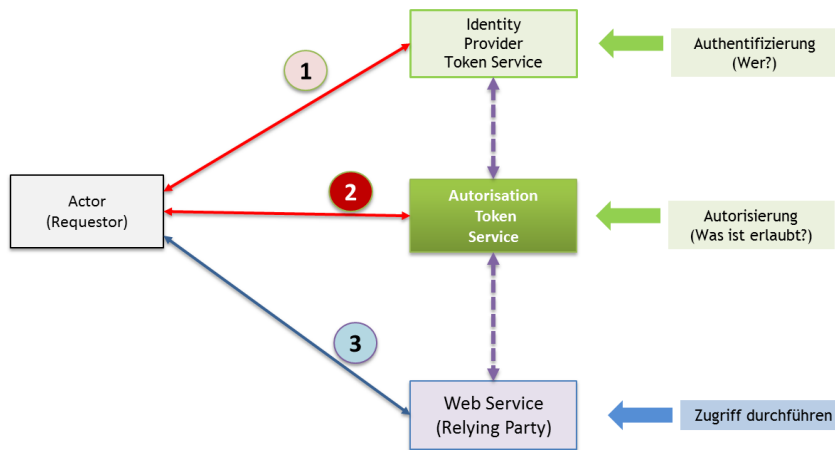 Identity
Provider
Token Service
Authentifizierung
(Wer?)
1
Actor
(Requestor)
2
Autorisation
Token
Service
Autorisierung
(Was ist erlaubt?)
3
Web Service
(Relying Party)
Zugriff durchführen